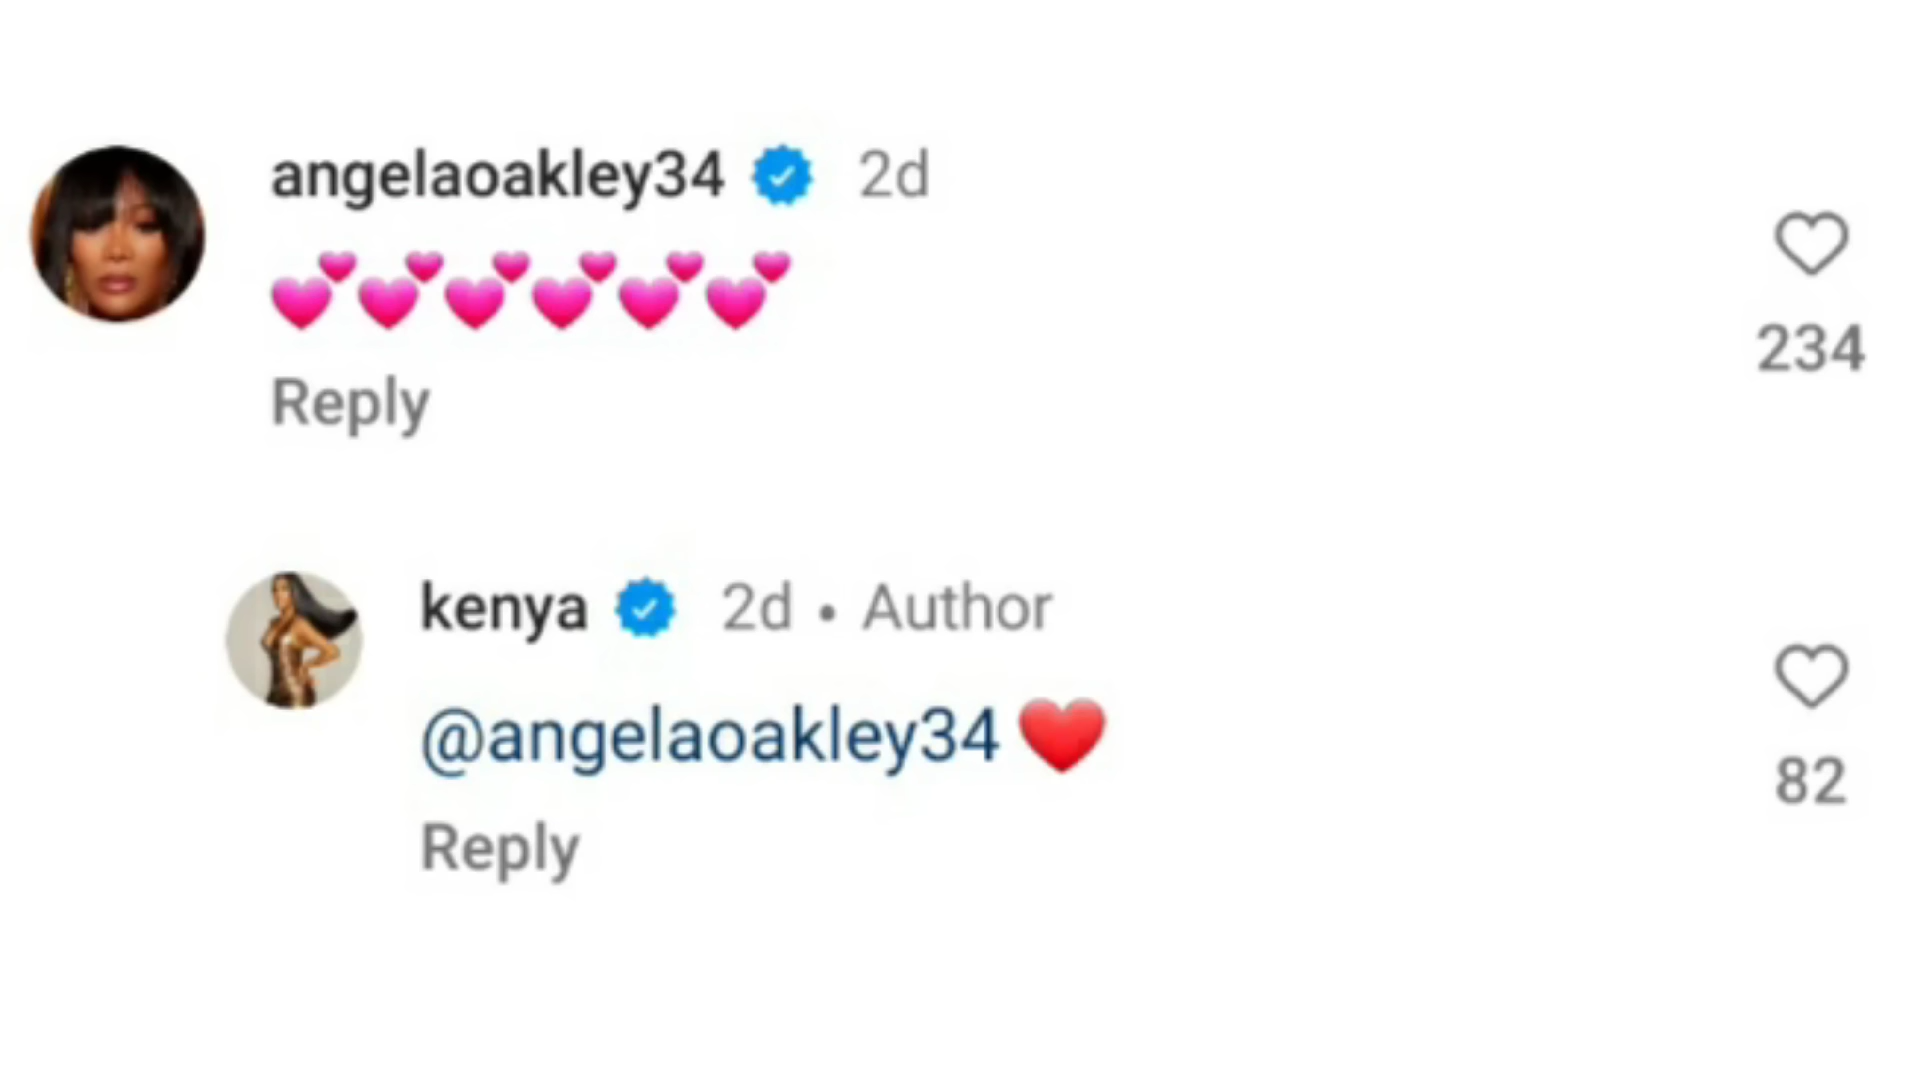 angelaoakley34 2d
💕💕💕💕💕💕
234
Reply
kenya 2d • Author
@angelaoakley34 ❤️
82
Reply